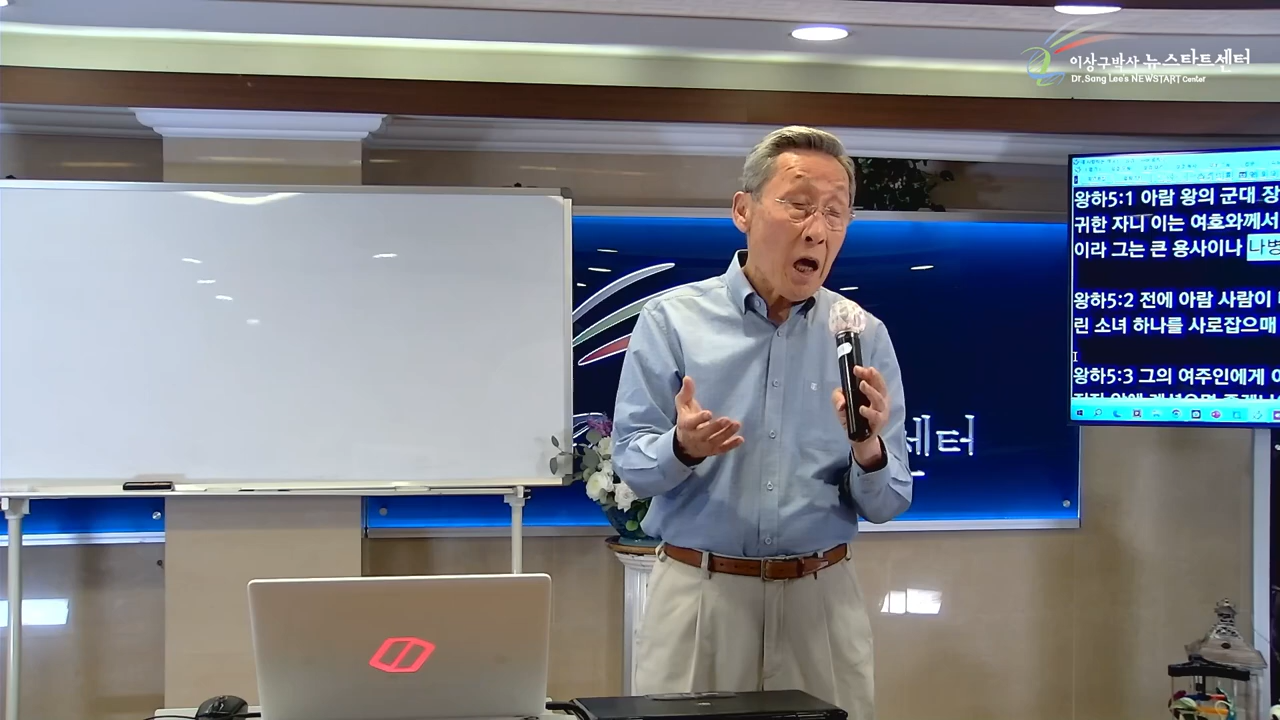 이상구박사 뉴스타트센터
Dr. Sang Lee's NEWSTART Center
왕하5:1 아람 왕의 군대 장
귀한 자니 이는 여호와께서
이라 그는 큰 용사이나 나병
왕하5:2 전에 아람 사람이
린 소녀 하나를 사로잡으매
왕하5:3 그의 여주인에게 이
센터